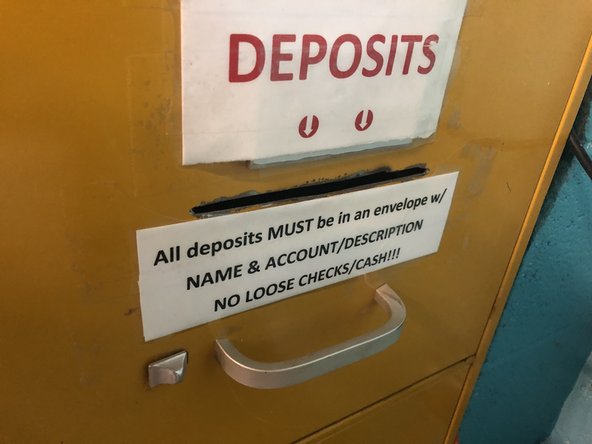 DEPOSITS
All deposits MUST be in an envelope w/
NAME & ACCOUNT/DESCRIPTION
NO LOOSE CHECKS/CASH!!!